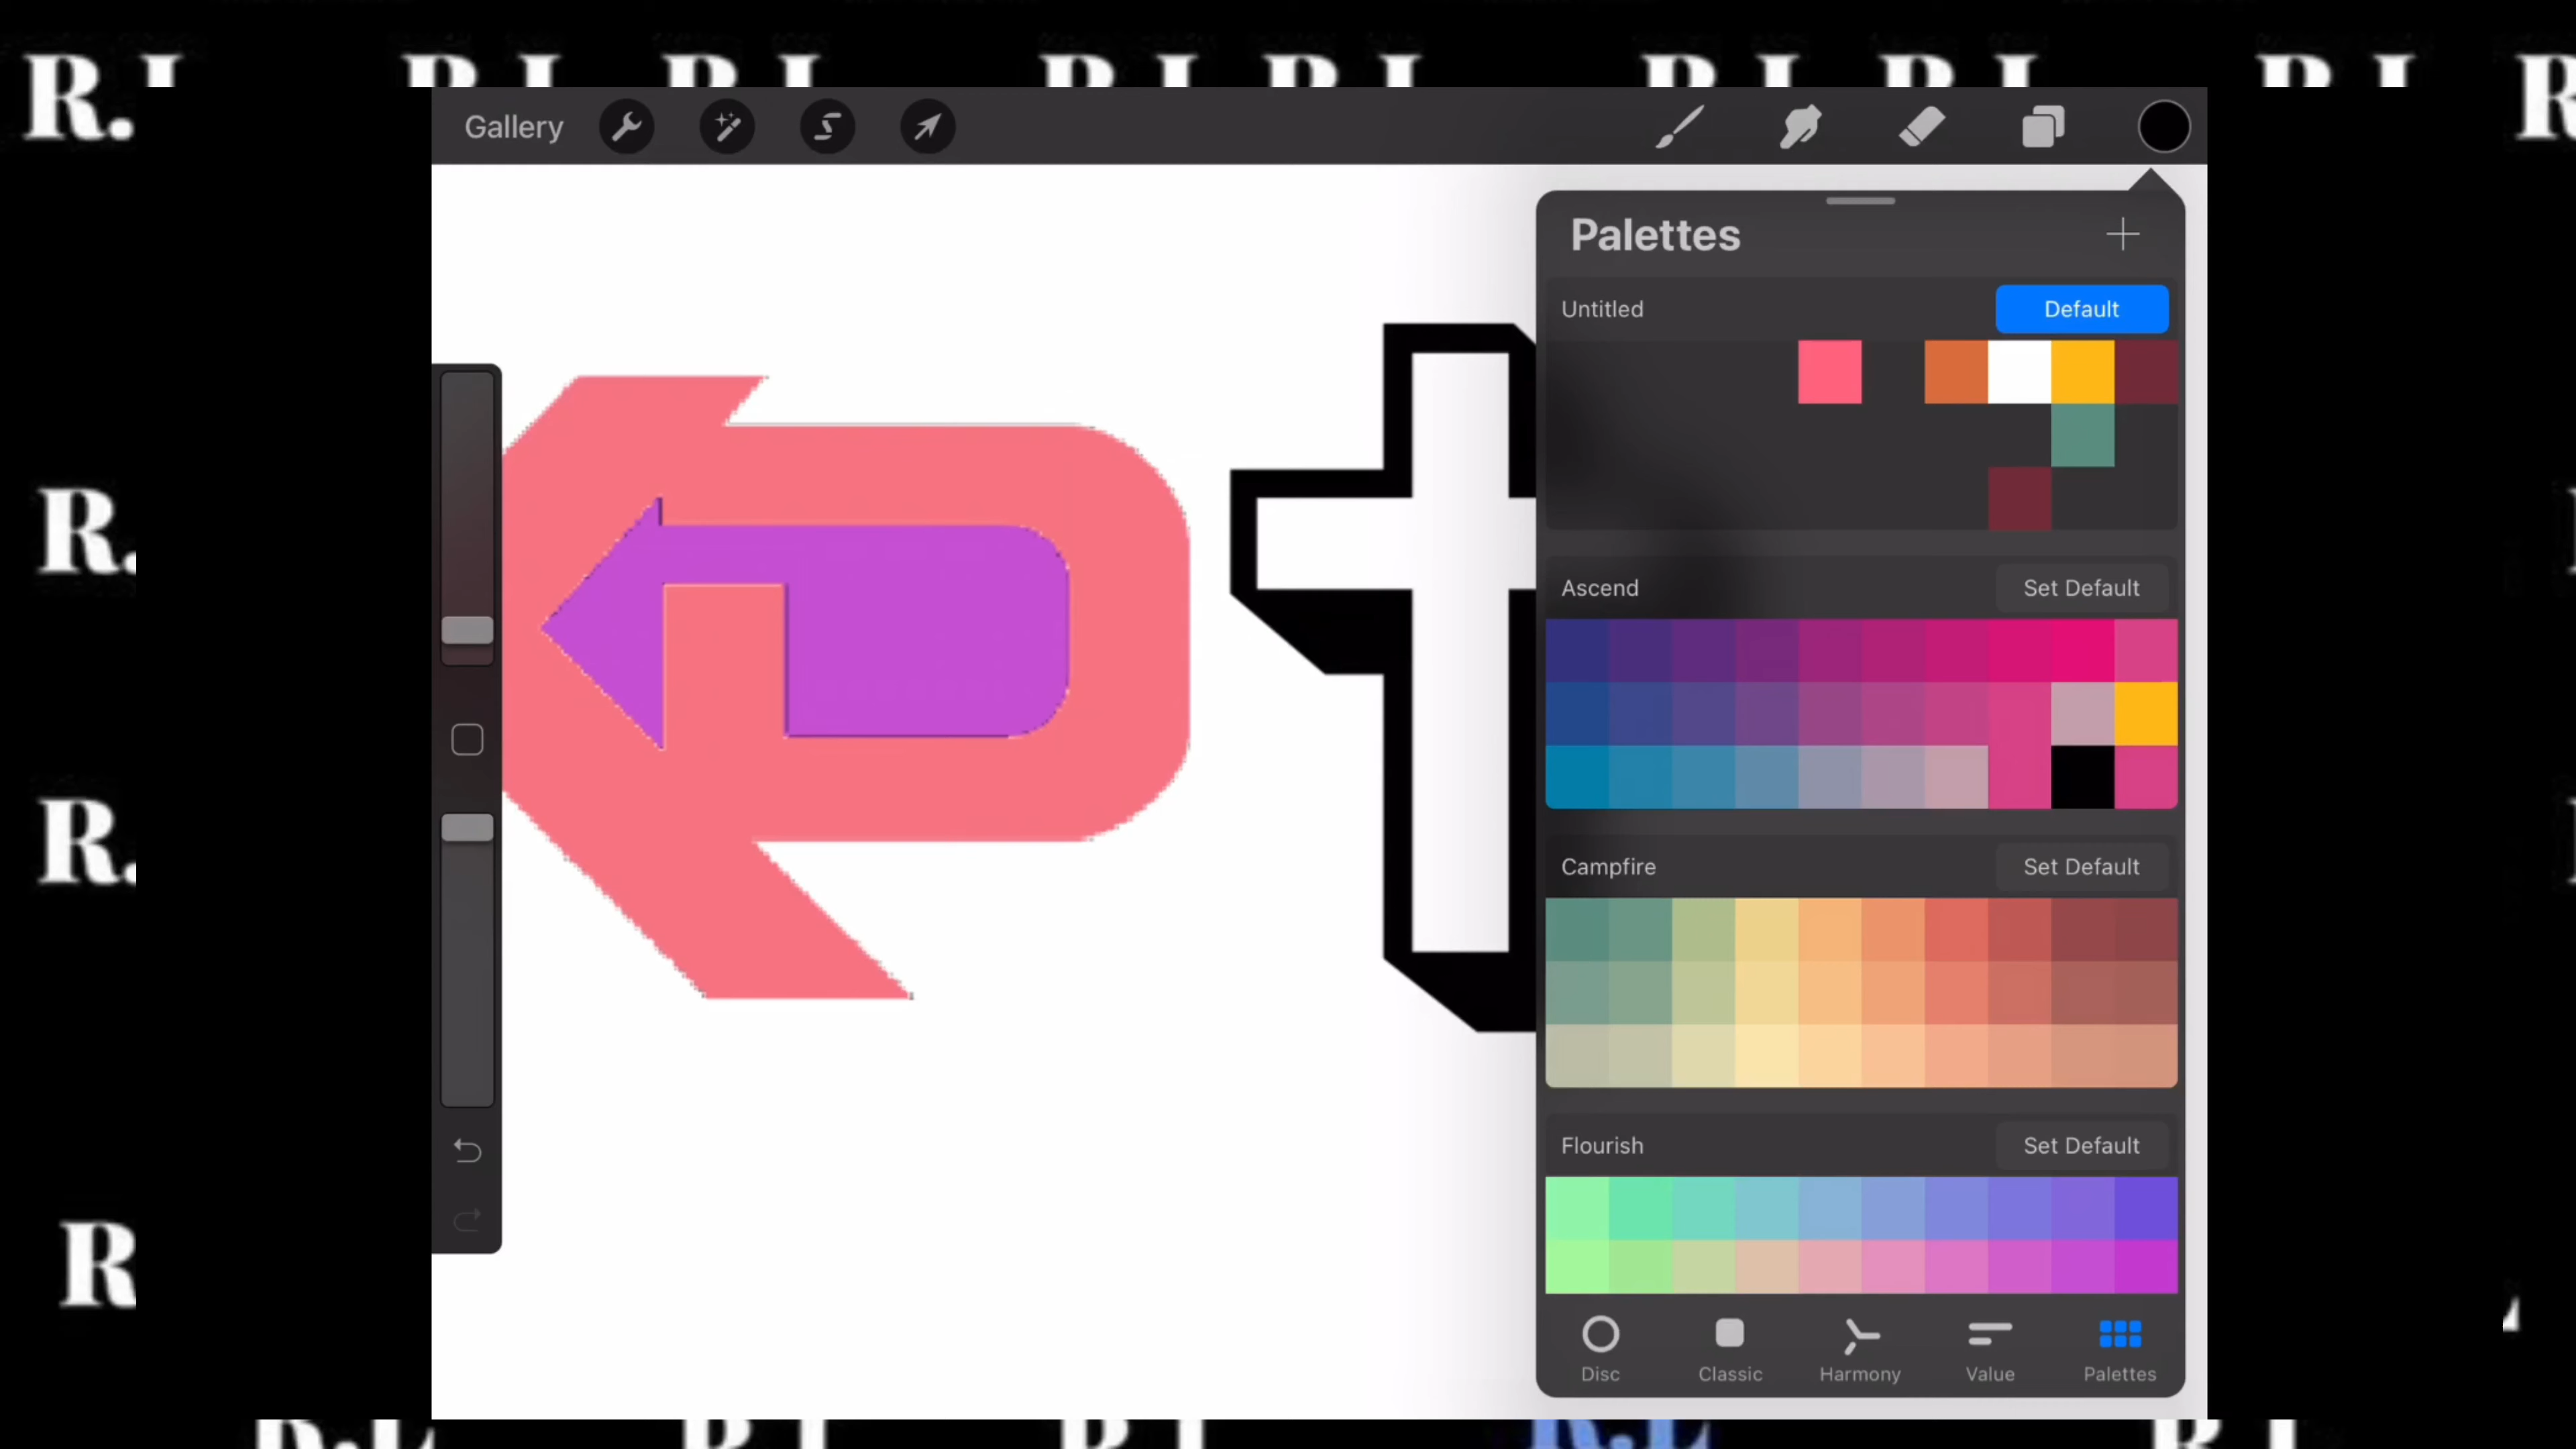 R.L R.L R.L R.L R.L R.L R.L R.L R
Gallery
Palettes
Untitled Default
R.
Ascend Set Default
R.
Campfire Set Default
Flourish Set Default
R
Disc Classic Harmony Value Palettes
R.L R.L R.L R.L R.L